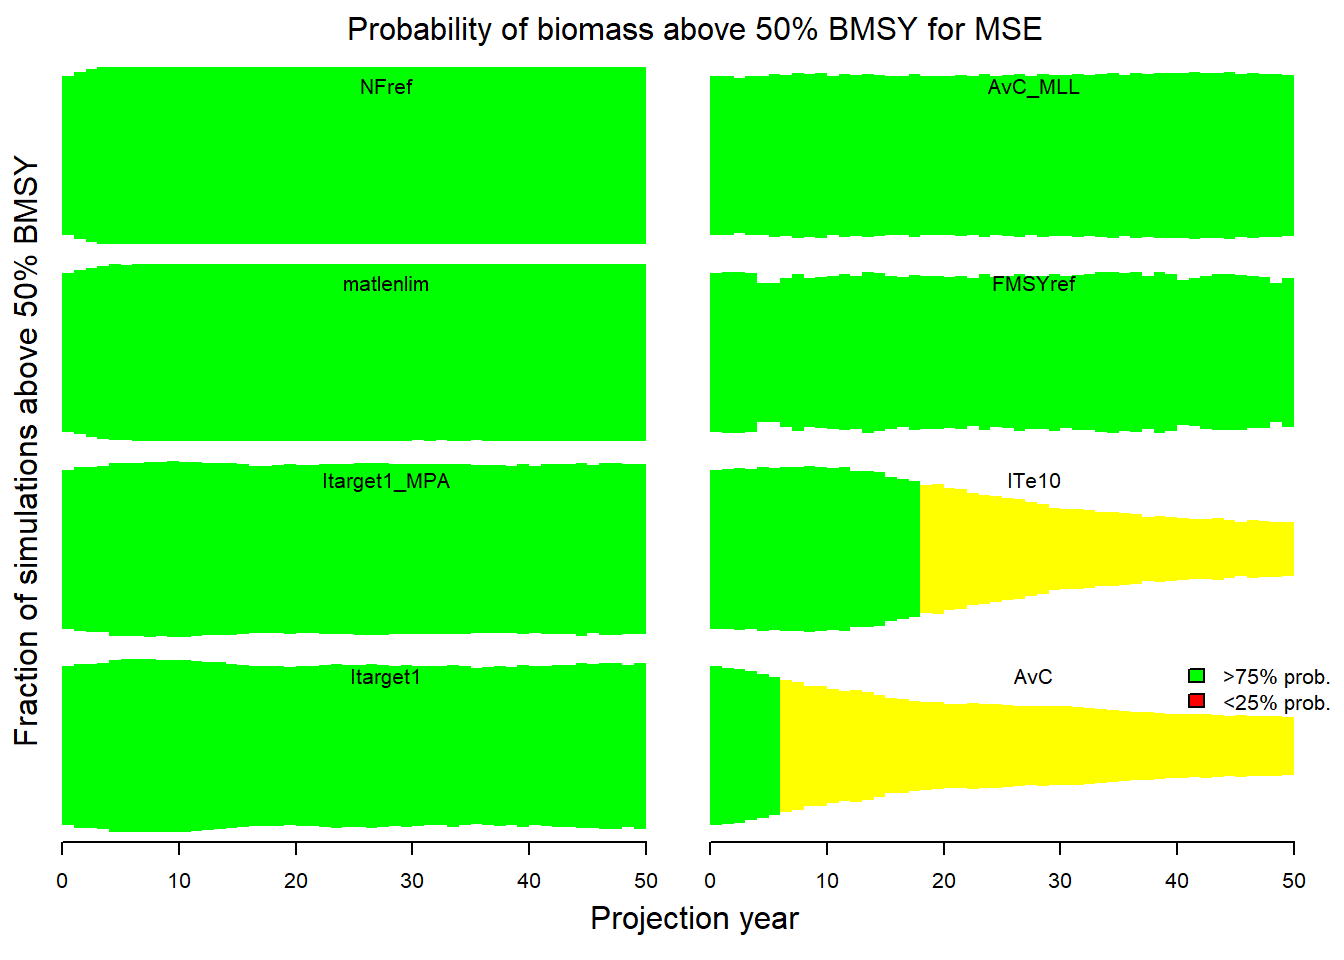 Probability of biomass above 50% BMSY for MSE
Fraction of simulations above 50% BMSY
NFref
matlenlim
Itarget1_MPA
Itarget1
0 10 20 30 40 50
AvC_MLL
FMSYref
ITe10
AvC
>75% prob.
<25% prob.
0 10 20 30 40 50
Projection year